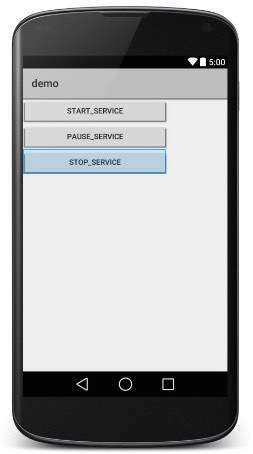 5:00
demo
START_SERVICE
PAUSE_SERVICE
STOP_SERVICE